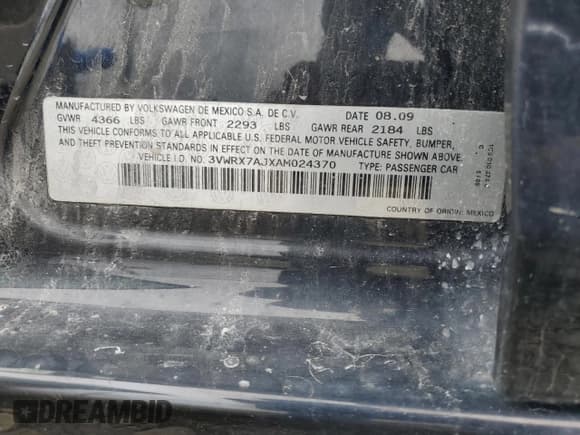 MANUFACTURED BY VOLKSWAGEN DE MEXICO S.A. DE C.V. DATE 08.09
GVWR 4366 LBS GAWR FRONT 2293 LBS GAWR REAR 2184 LBS
THIS VEHICLE CONFORMS TO ALL APPLICABLE U.S. FEDERAL MOTOR VEHICLE SAFETY, BUMPER,
AND THEFT PREVENTION STANDARDS IN EFFECT ON THE DATE OF MANUFACTURE SHOWN ABOVE.
VEHICLE I.D. NO. 3VWRX7AJXAM024370 TYPE: PASSENGER CAR
COUNTRY OF ORIGIN: MEXICO
DREAMBID